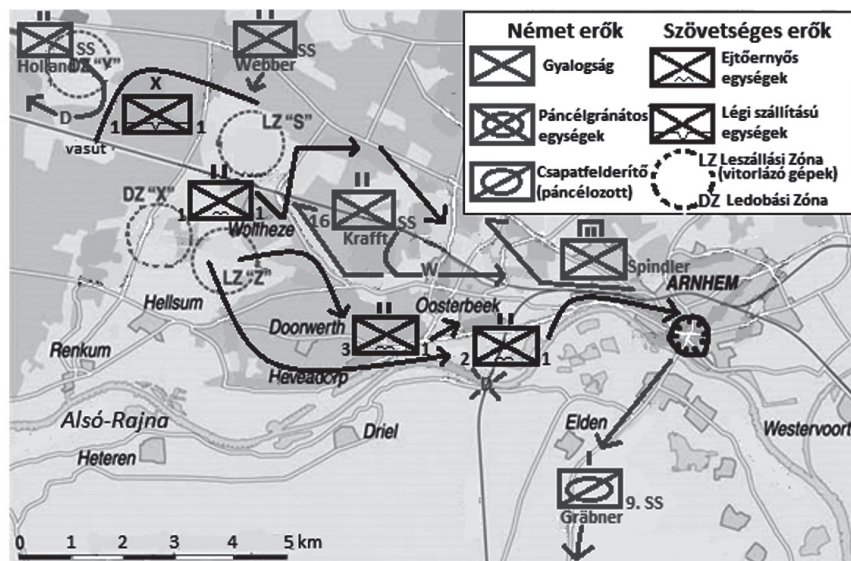 Német erők
Szövetséges erők
Gyalogság
Ejtőernyős
egységek
Páncélgránátos
egységek
Légi szállítású
egységek
Csapatfelderítő
(páncélozott)
LZ Leszállási Zóna
(vitorlázó gépek)
DZ Ledobási Zóna
SS
Holland
DZ "Y"
D
Webber
SS
X
1
1
vasút
LZ "S"
1
1
Wolfheze
DZ "X"
LZ "Z"
16
SS
Krafft
W
Spindler
ARNHEM
Hellsum
Doorwerth
Oosterbeek
3
1
2
1
Renkum
Heveadorp
Alsó-Rajna
Driel
Elden
Westervoort
Heteren
9. SS
Gräbner
0 1 2 3 4 5 km